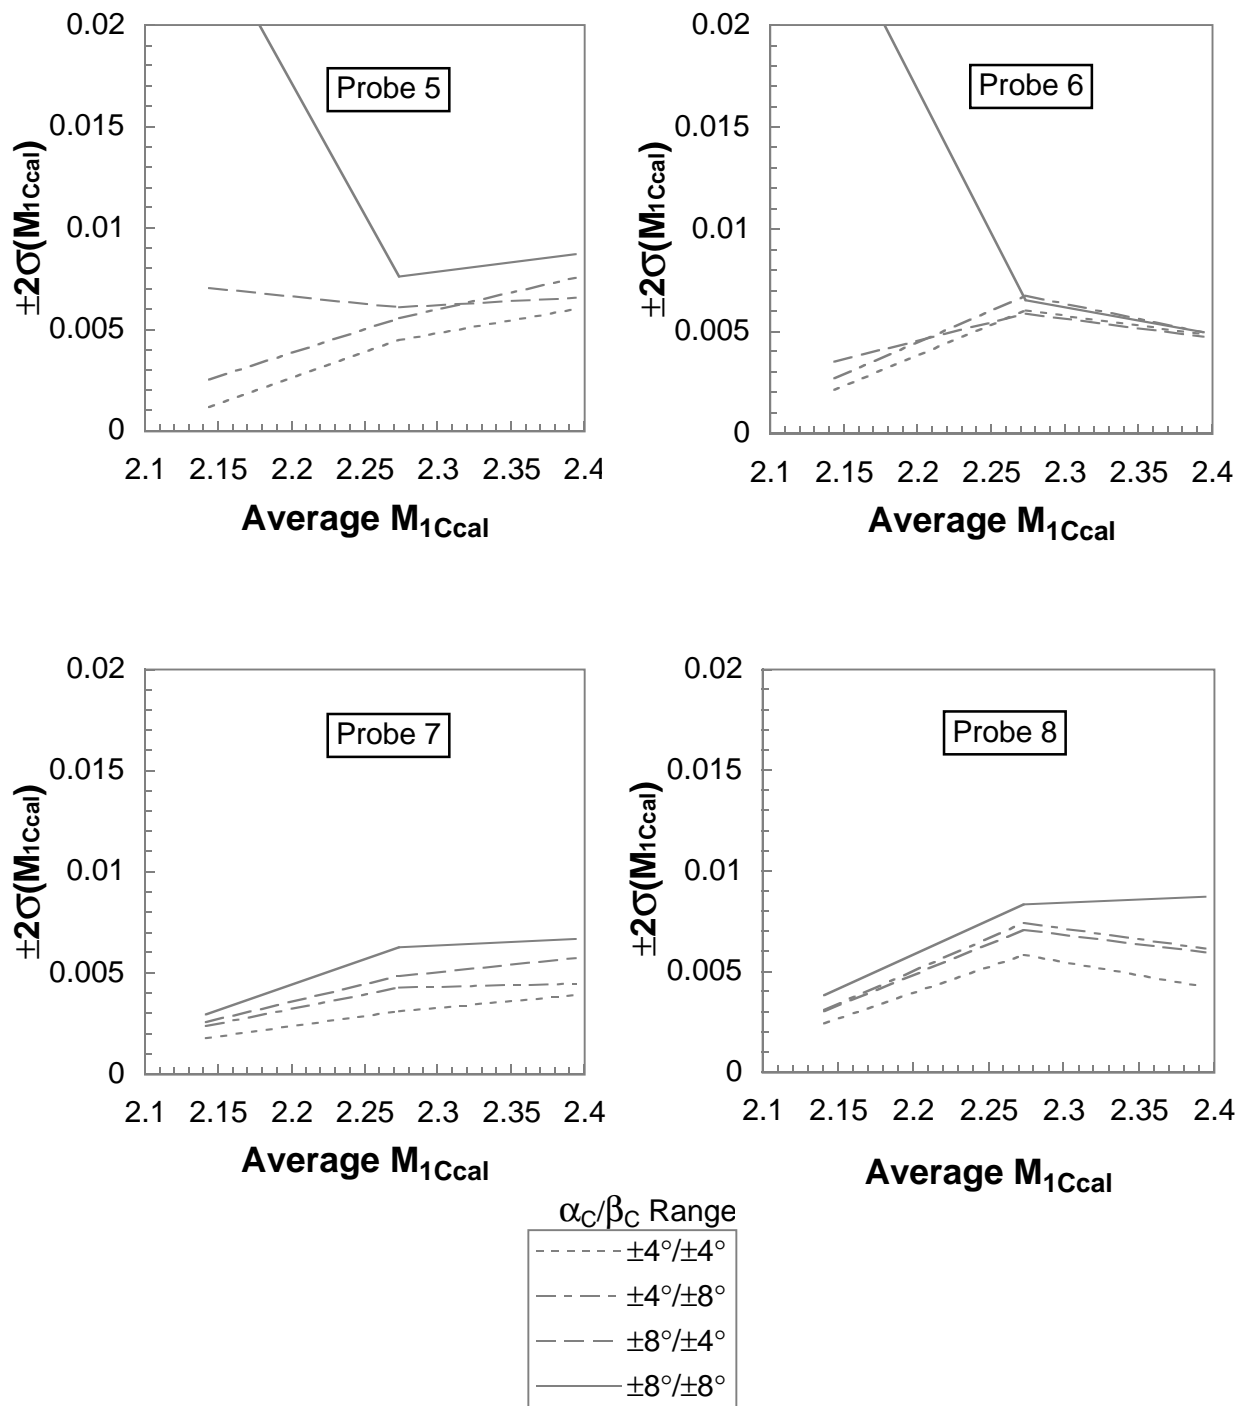 Probe 5
±2σ(M1Ccal)
0.02
0.015
0.01
0.005
0
2.1 2.15 2.2 2.25 2.3 2.35 2.4
Average M1Ccal
Probe 6
±2σ(M1Ccal)
0.02
0.015
0.01
0.005
0
2.1 2.15 2.2 2.25 2.3 2.35 2.4
Average M1Ccal
Probe 7
±2σ(M1Ccal)
0.02
0.015
0.01
0.005
0
2.1 2.15 2.2 2.25 2.3 2.35 2.4
Average M1Ccal
Probe 8
±2σ(M1Ccal)
0.02
0.015
0.01
0.005
0
2.1 2.15 2.2 2.25 2.3 2.35 2.4
Average M1Ccal
αC/βC Range
±4°/±4°
±4°/±8°
±8°/±4°
±8°/±8°